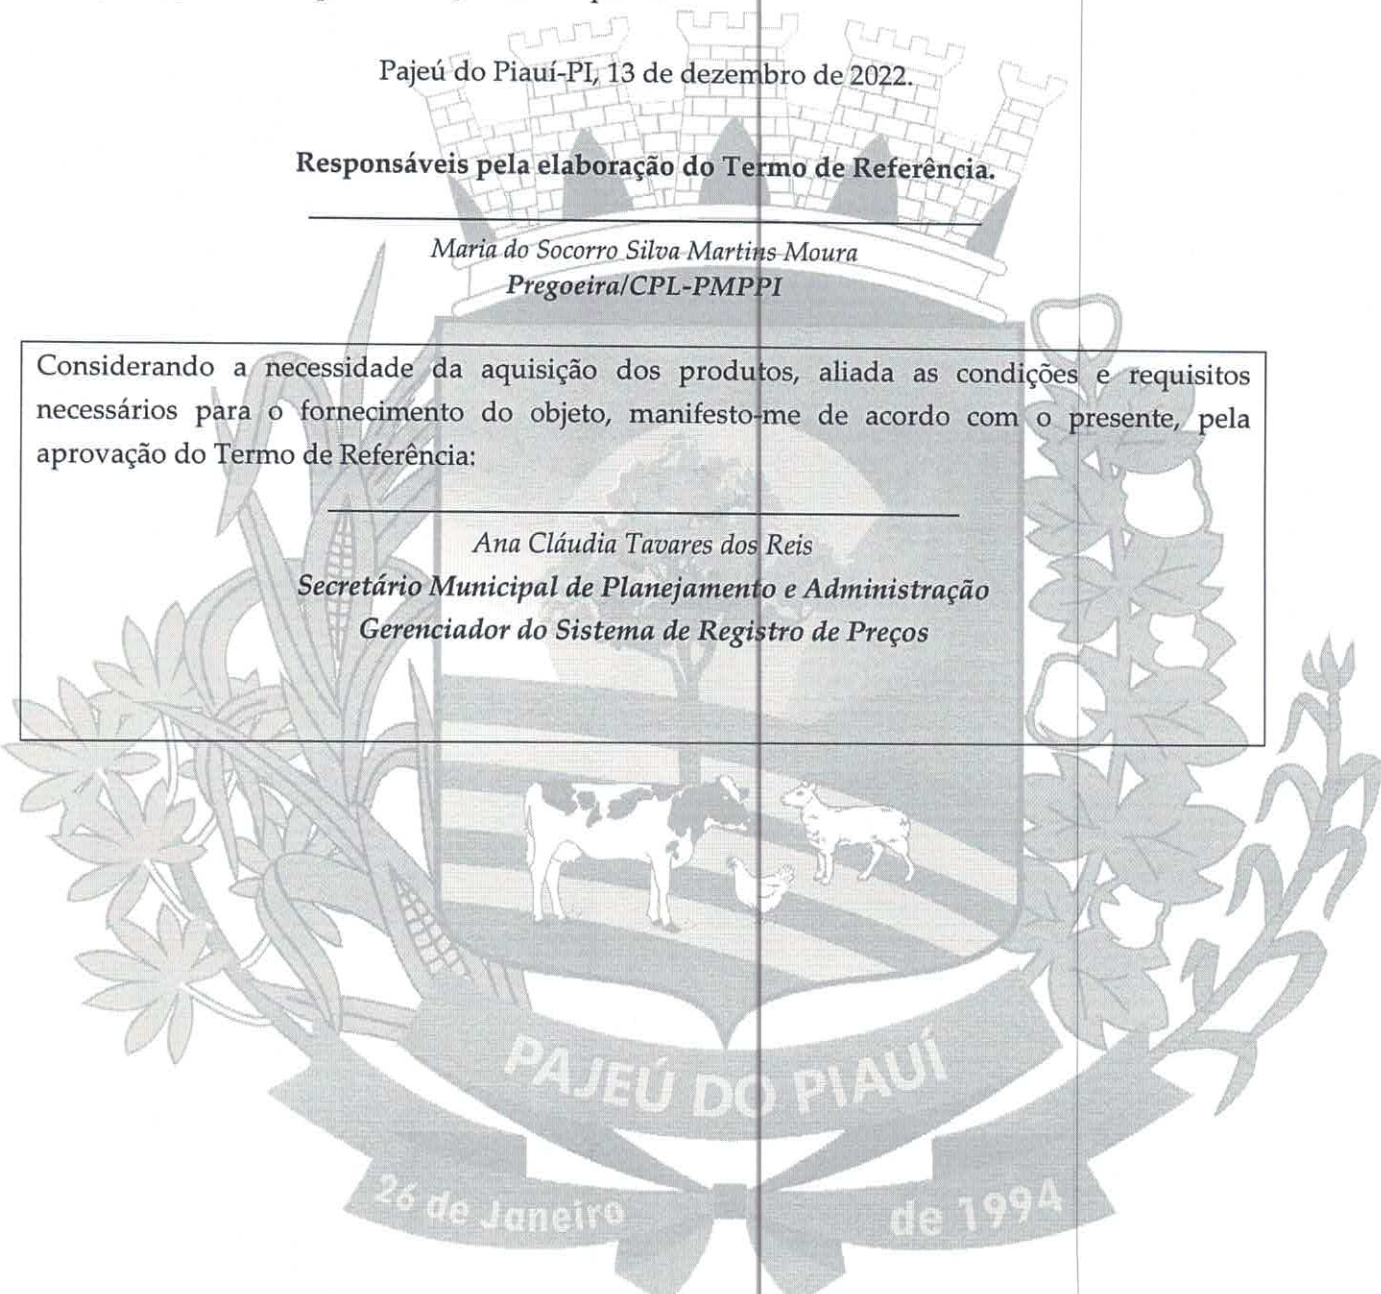 Pajeú do Piauí-PI, 13 de dezembro de 2022.
Responsáveis pela elaboração do Termo de Referência.
Maria do Socorro Silva Martins Moura
Pregoeira/CPL-PMPPI
Considerando a necessidade da aquisição dos produtos, aliada as condições e requisitos
necessários para o fornecimento do objeto, manifesto-me de acordo com o presente, pela
aprovação do Termo de Referência:
Ana Cláudia Tavares dos Reis
Secretário Municipal de Planejamento e Administração
Gerenciador do Sistema de Registro de Preços
PAJEÚ DO PIAUÍ
26 de Janeiro de 1994